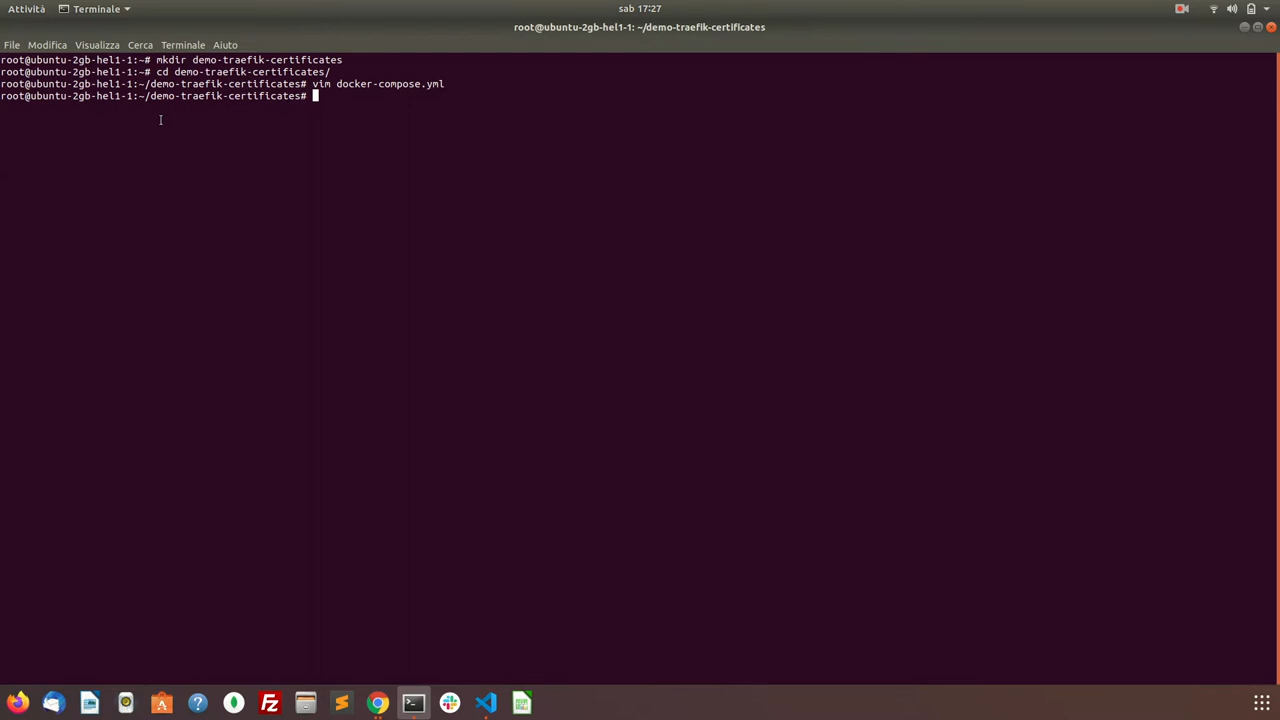 Attività Terminale sab 17:27
root@ubuntu-2gb-hel1-1: ~/demo-traefik-certificates
File Modifica Visualizza Cerca Terminale Aiuto
root@ubuntu-2gb-hel1-1:~# mkdir demo-traefik-certificates
root@ubuntu-2gb-hel1-1:~# cd demo-traefik-certificates/
root@ubuntu-2gb-hel1-1:~/demo-traefik-certificates# vim docker-compose.yml
root@ubuntu-2gb-hel1-1:~/demo-traefik-certificates#